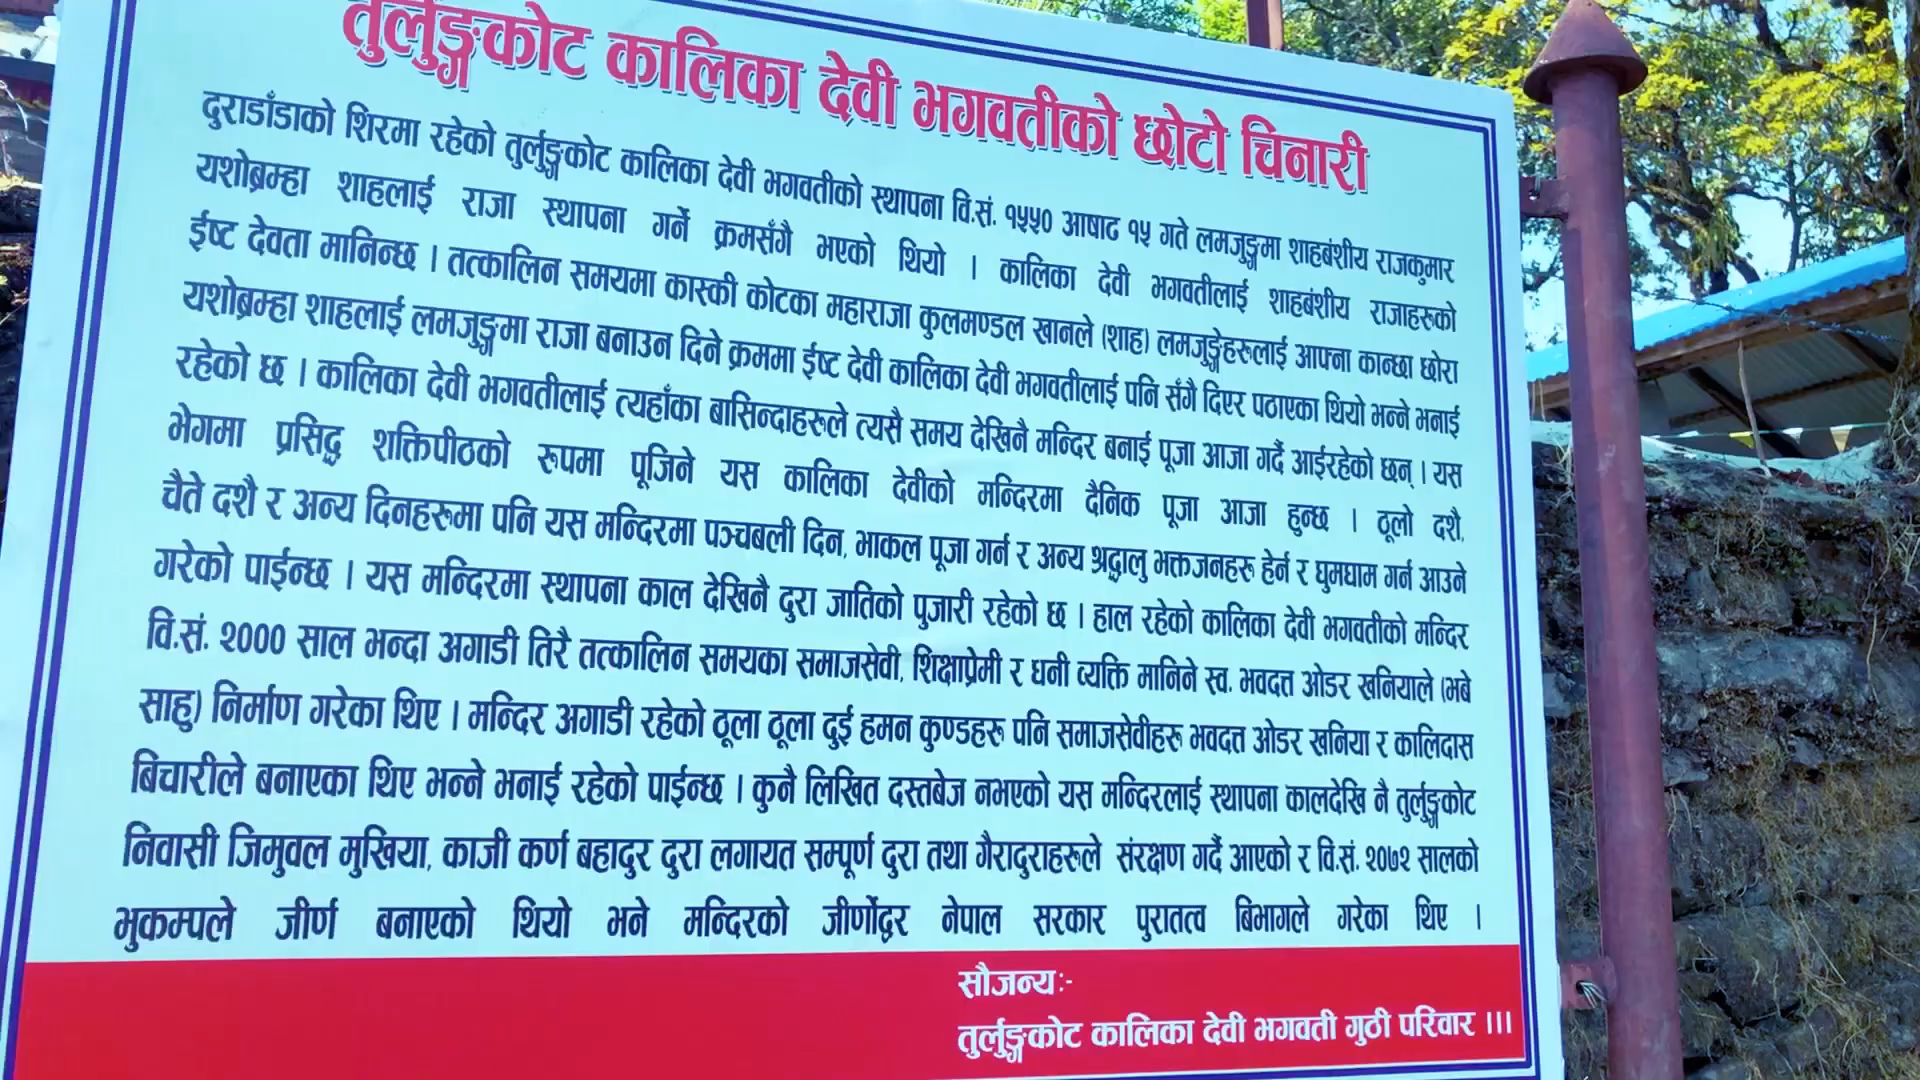 तुर्लुङ्गकोट कालिका देवी भगवतीको छोटो चिनारी
दुराडाँडाको शिरमा रहेको तुर्लुङ्गकोट कालिका देवी भगवतीको स्थापना वि.सं. १५५० आषाढ १५ गते लमजुङ्गमा शाहबंशीय राजकुमार
यशोब्रम्हा शाहलाई राजा स्थापना गर्ने क्रमसँगै भएको थियो । कालिका देवी भगवतीलाई शाहबंशीय राजाहरुको
ईष्ट देवता मानिन्छ । तत्कालिन समयमा कास्की कोटका महाराजा कुलमण्डल खानले (शाह) लमजुङ्गेहरुलाई आफ्ना कान्छा छोरा
यशोब्रम्हा शाहलाई लमजुङ्गमा राजा बनाउन दिने क्रममा ईष्ट देवी कालिका देवी भगवतीलाई पनि सँगै दिएर पठाएका थियो भन्ने भनाई
रहेको छ । कालिका देवी भगवतीलाई त्यहाँका बासिन्दाहरुले त्यसै समय देखिनै मन्दिर बनाई पूजा आजा गर्दै आईरहेको छन् । यस
भेगमा प्रसिद्ध शक्तिपीठको रुपमा पूजिने यस कालिका देवीको मन्दिरमा दैनिक पूजा आजा हुन्छ । ठूलो दशै,
चैते दशै र अन्य दिनहरुमा पनि यस मन्दिरमा पञ्चबली दिन, भाकल पूजा गर्न र अन्य श्रद्धालु भक्तजनहरु हेर्न र घुमघाम गर्न आउने
गरेको पाईन्छ । यस मन्दिरमा स्थापना काल देखिनै दुरा जातिको पुजारी रहेको छ । हाल रहेको कालिका देवी भगवतीको मन्दिर
वि.सं. २००० साल भन्दा अगाडी तिरै तत्कालिन समयका समाजसेवी, शिक्षाप्रेमी र धनी व्यक्ति मानिने स्व. भवदत्त ओडर खनियाले (भबे
साहु) निर्माण गरेका थिए । मन्दिर अगाडी रहेको ठूला ठूला दुई हमन कुण्डहरु पनि समाजसेवीहरु भवदत्त ओडर खनिया र कालिदास
बिचारीले बनाएका थिए भन्ने भनाई रहेको पाईन्छ । कुनै लिखित दस्तबेज नभएको यस मन्दिरलाई स्थापना कालदेखि नै तुर्लुङ्गकोट
निवासी जिमुवल मुखिया, काजी कर्ण बहादुर दुरा लगायत सम्पूर्ण दुरा तथा गैरादुराहरुले संरक्षण गर्दै आएको र वि.सं. २०७२ सालको
भुकम्पले जीर्ण बनाएको थियो भने मन्दिरको जीर्णोद्वर नेपाल सरकार पुरातत्व बिभागले गरेका थिए ।
सौजन्यः-
तुर्लुङ्गकोट कालिका देवी भगवती गुठी परिवार ।।।